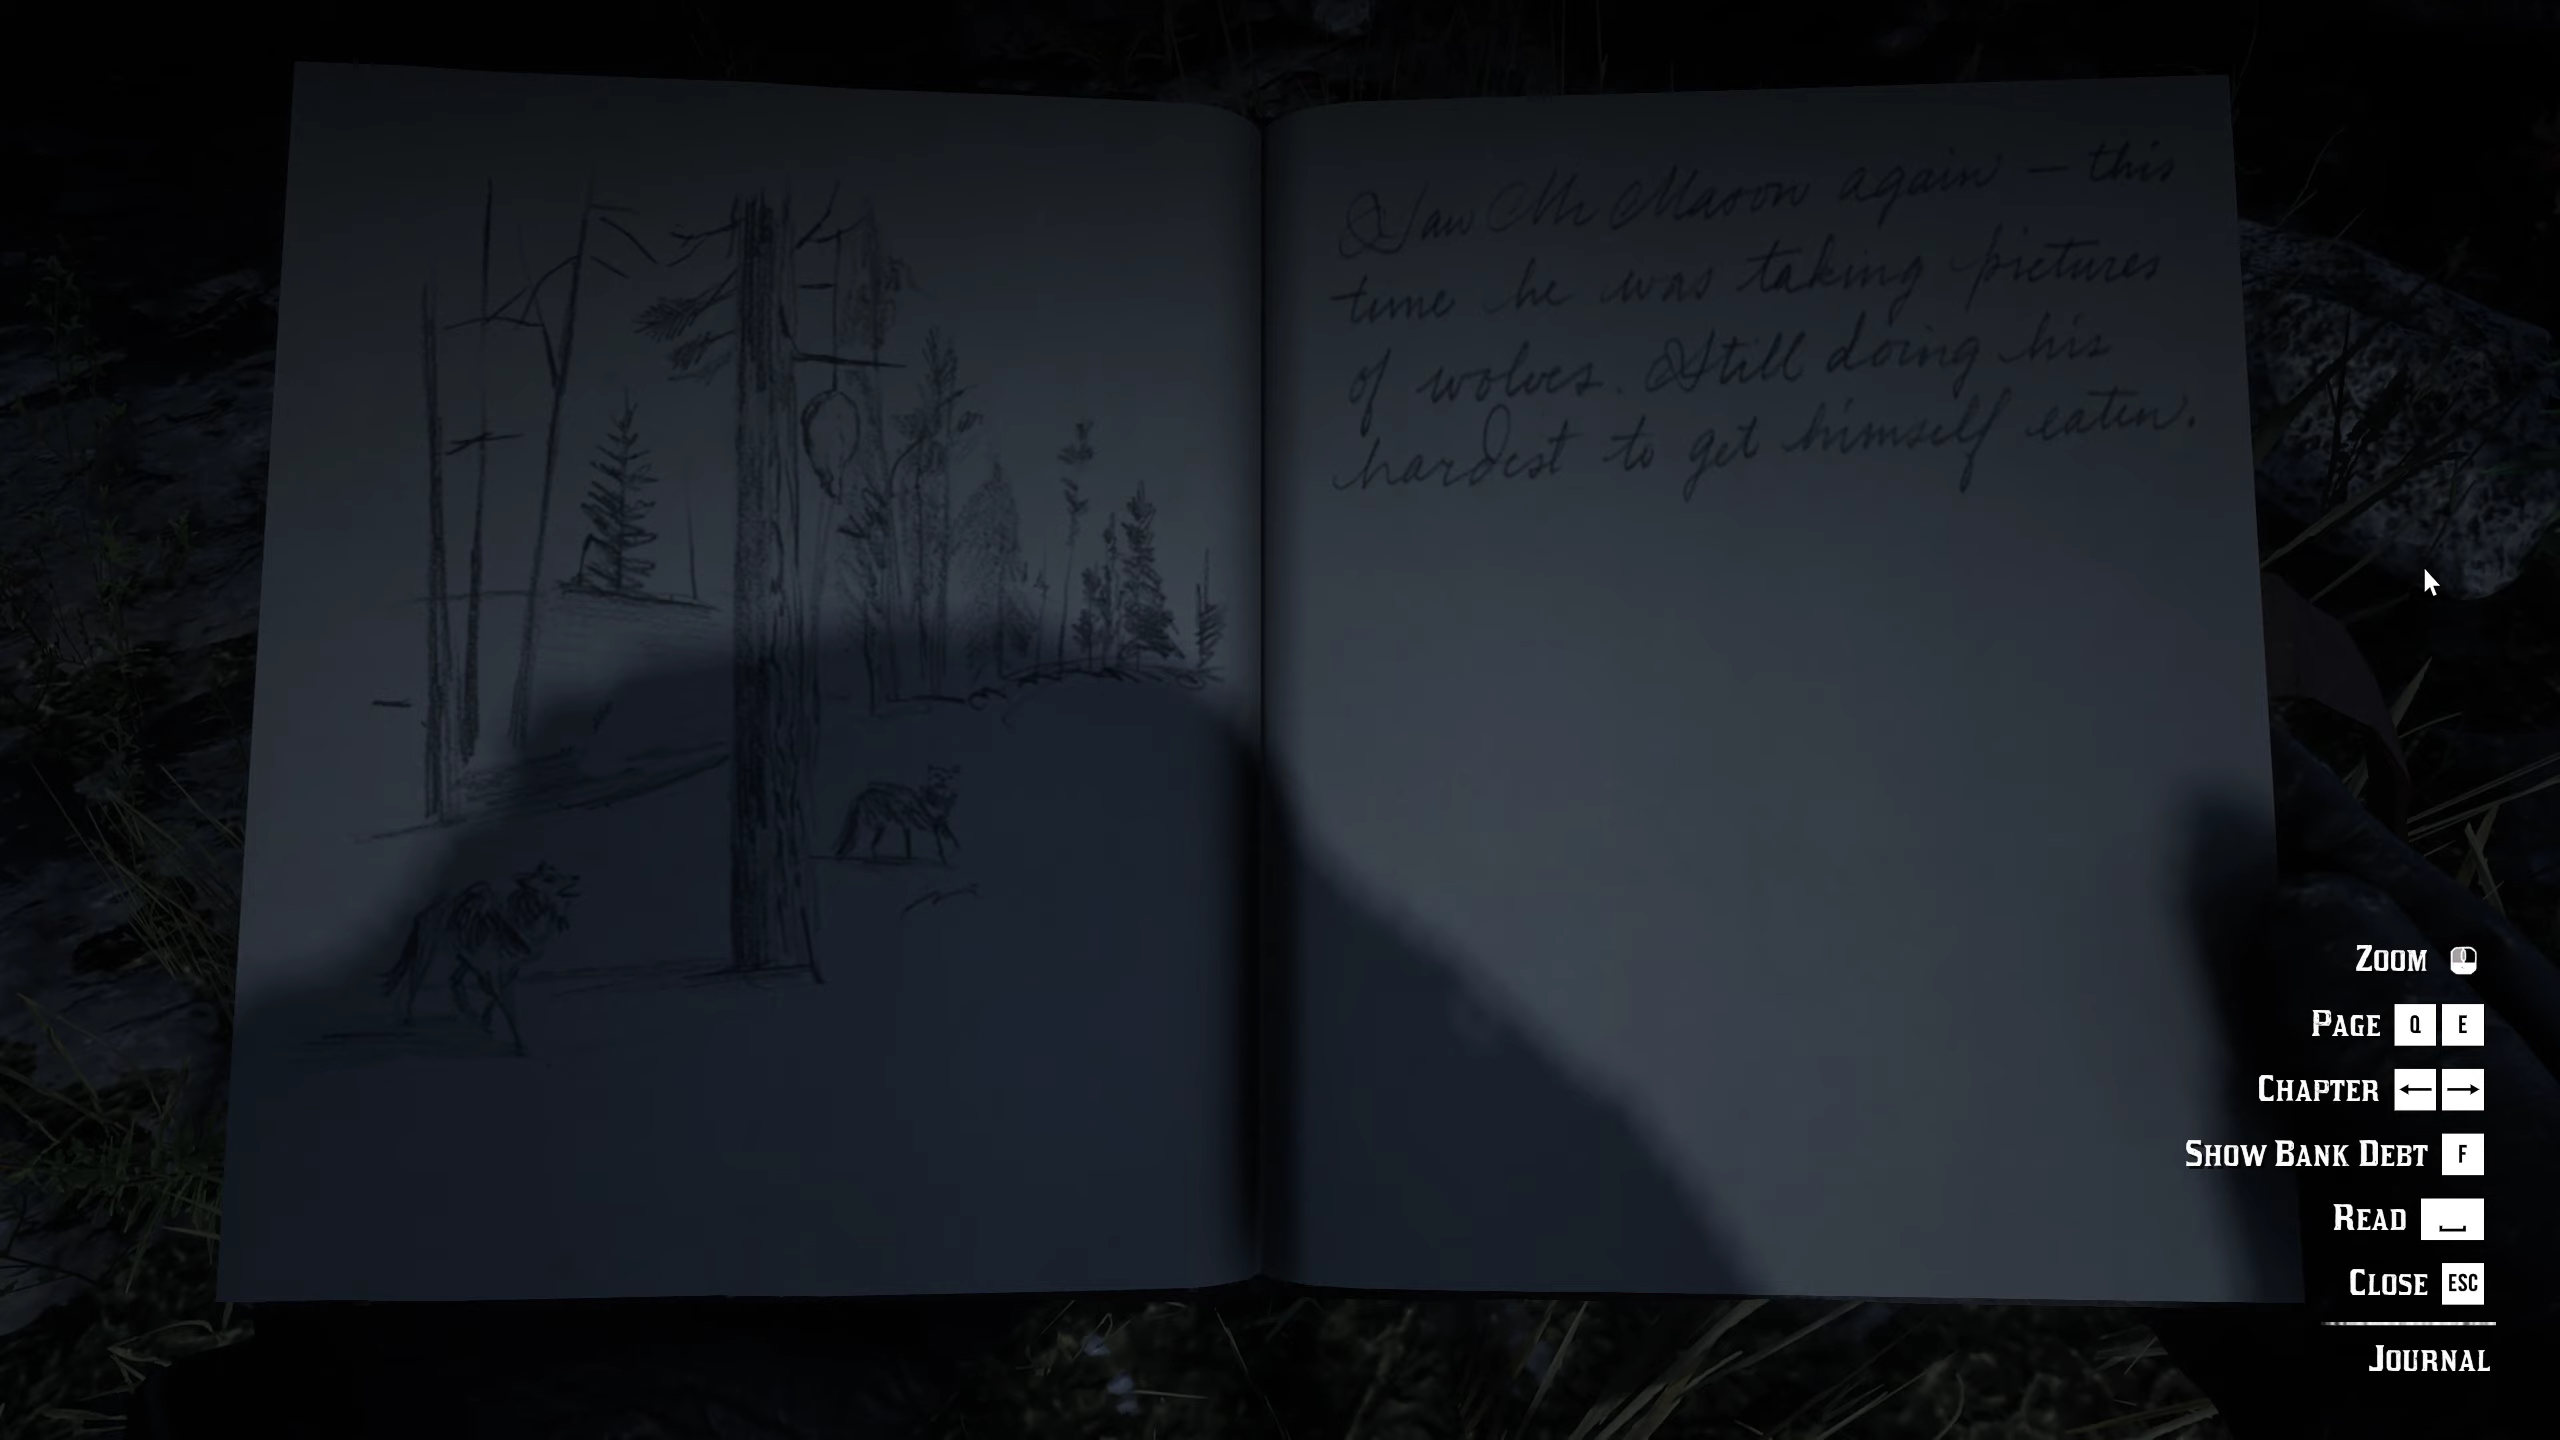 Saw Mr Mason again – this
time he was taking pictures
of wolves. Still doing his
hardest to get himself eaten.
ZOOM
PAGE Q E
CHAPTER ← →
SHOW BANK DEBT F
READ
CLOSE ESC
JOURNAL